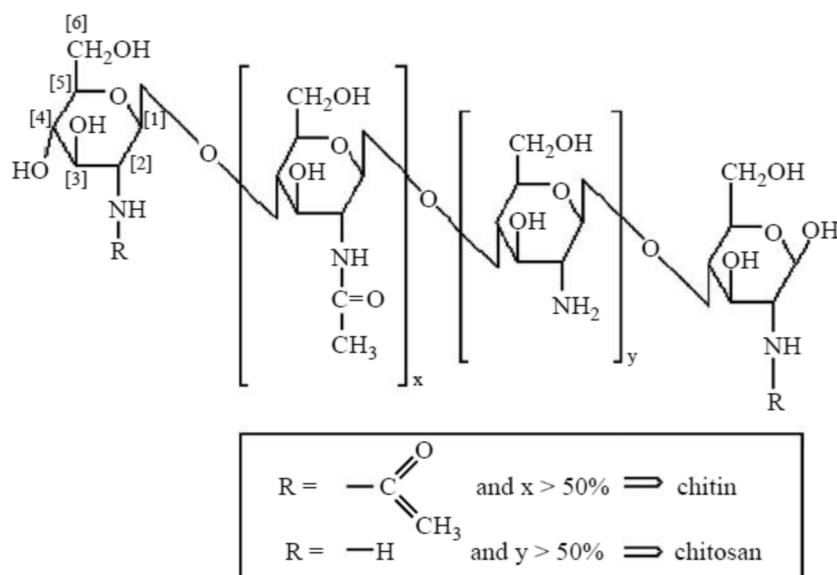 [6]
CH₂OH
[5]
O
[4]
OH
[1]
HO
[3]
[2]
NH
R
O
CH₂OH
O
OH
NH
C=O
CH₃
x
O
CH₂OH
O
OH
NH₂
y
O
CH₂OH
O
OH
OH
NH
R
O
R = —C and x > 50% ⇒ chitin
CH₃
R = —H and y > 50% ⇒ chitosan